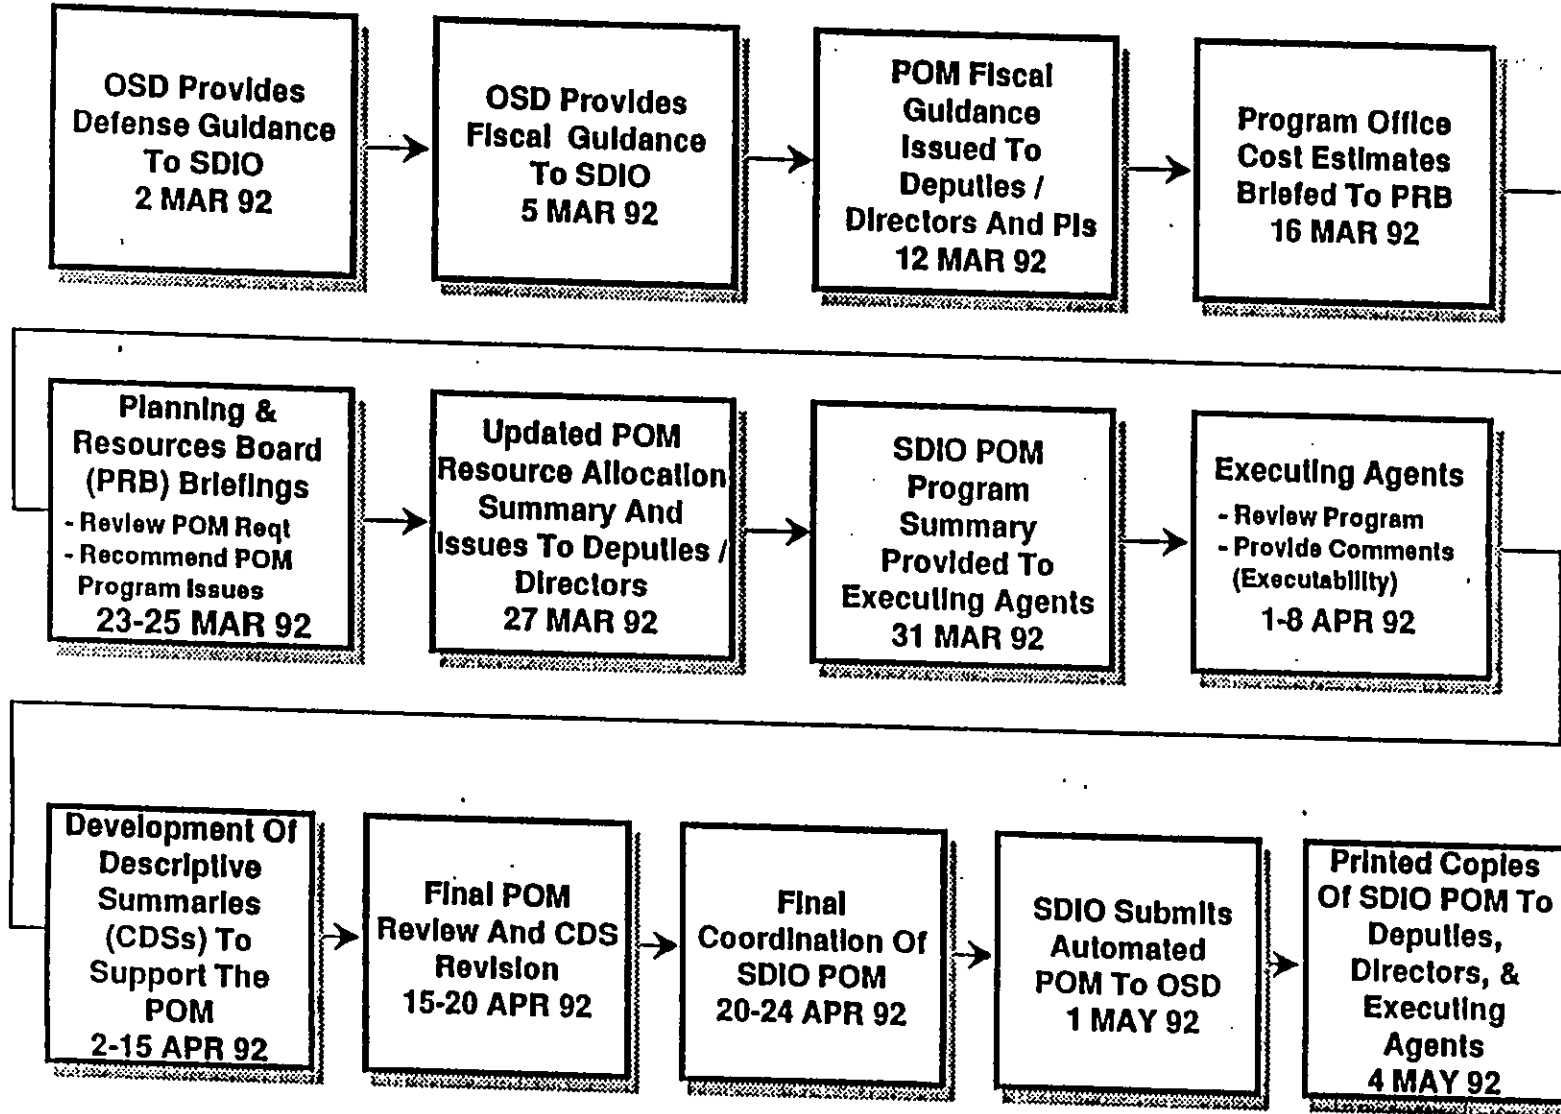 OSD Provides
Defense Guidance
To SDIO
2 MAR 92
OSD Provides
Fiscal Guidance
To SDIO
5 MAR 92
POM Fiscal
Guidance
Issued To
Deputies /
Directors And PIs
12 MAR 92
Program Office
Cost Estimates
Briefed To PRB
16 MAR 92
Planning &
Resources Board
(PRB) Briefings
- Review POM Reqt
- Recommend POM
Program Issues
23-25 MAR 92
Updated POM
Resource Allocation
Summary And
Issues To Deputies /
Directors
27 MAR 92
SDIO POM
Program
Summary
Provided To
Executing Agents
31 MAR 92
Executing Agents
- Review Program
- Provide Comments
(Executability)
1-8 APR 92
Development Of
Descriptive
Summaries
(CDSs) To
Support The
POM
2-15 APR 92
Final POM
Review And CDS
Revision
15-20 APR 92
Final
Coordination Of
SDIO POM
20-24 APR 92
SDIO Submits
Automated
POM To OSD
1 MAY 92
Printed Copies
Of SDIO POM To
Deputies,
Directors, &
Executing
Agents
4 MAY 92